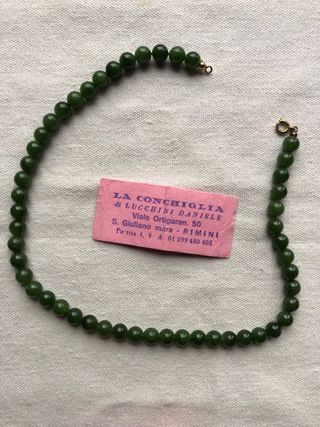 LA CONCHIGLIA
di LUCCHINI DANIELE
Viale Ortigaran. 50
S. Giuliano mare - RIMINI
Partita I. V A. 01 599 480 405